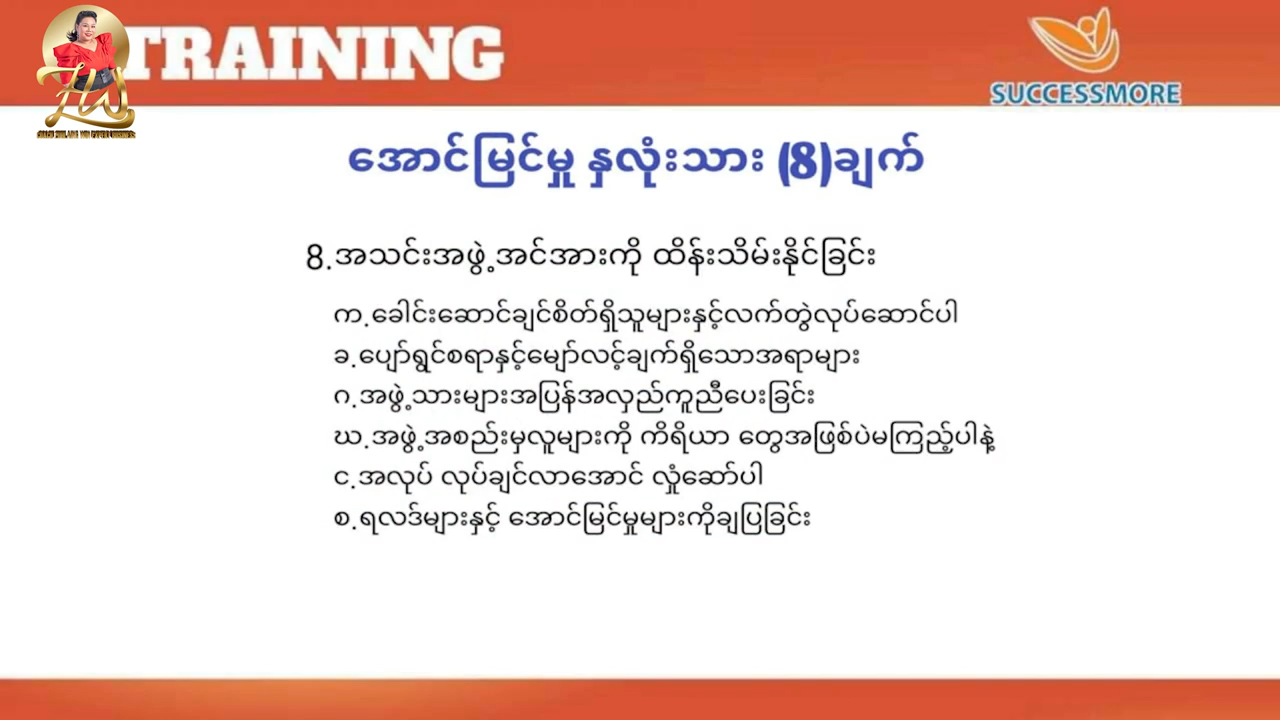 TRAINING
SUCCESSMORE
အောင်မြင်မှု နှလုံးသား (8)ချက်
8.အသင်းအဖွဲ့အင်အားကို ထိန်းသိမ်းနိုင်ခြင်း
က.ခေါင်းဆောင်ချင်စိတ်ရှိသူများနှင့်လက်တွဲလုပ်ဆောင်ပါ
ခ.ပျော်ရွှင်စရာနှင့်မျော်လင့်ချက်ရှိသောအရာများ
ဂ.အဖွဲ့သားများအပြန်အလှည်ကူညီပေးခြင်း
ဃ.အဖွဲ့အစည်းမှလူများကို ကိရိယာ တွေအဖြစ်ပဲမကြည့်ပါနဲ့
င.အလုပ် လုပ်ချင်လာအောင် လှုံဆော်ပါ
စ.ရလဒ်များနှင့် အောင်မြင်မှုများကိုချပြခြင်း